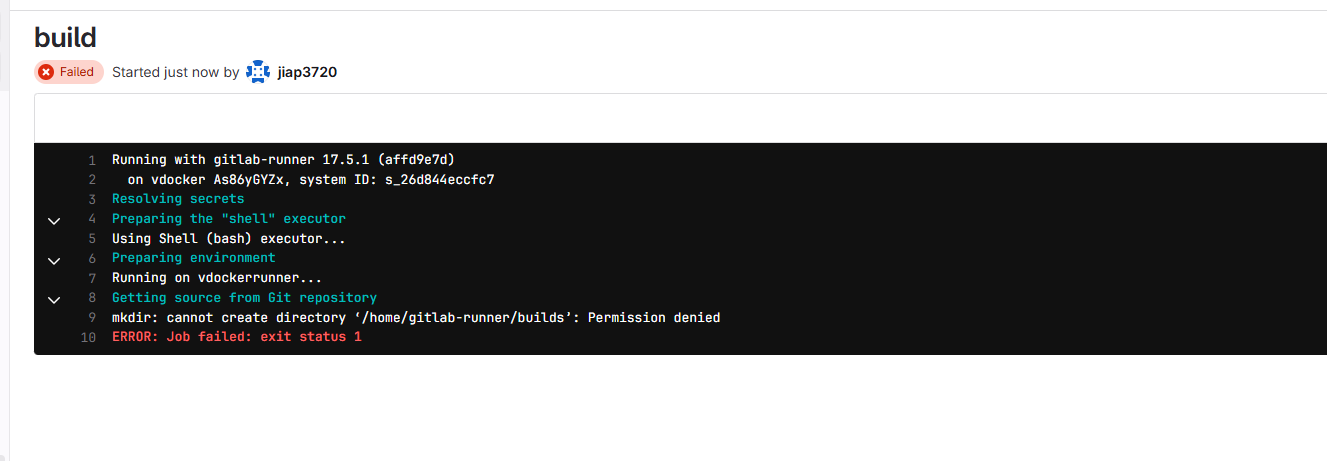 build
Failed Started just now by jiap3720
1 Running with gitlab-runner 17.5.1 (affd9e7d)
2 on vdocker As86yGYZx, system ID: s_26d844eccfc7
3 Resolving secrets
4 Preparing the "shell" executor
5 Using Shell (bash) executor...
6 Preparing environment
7 Running on vdockerrunner...
8 Getting source from Git repository
9 mkdir: cannot create directory ‘/home/gitlab-runner/builds’: Permission denied
10 ERROR: Job failed: exit status 1